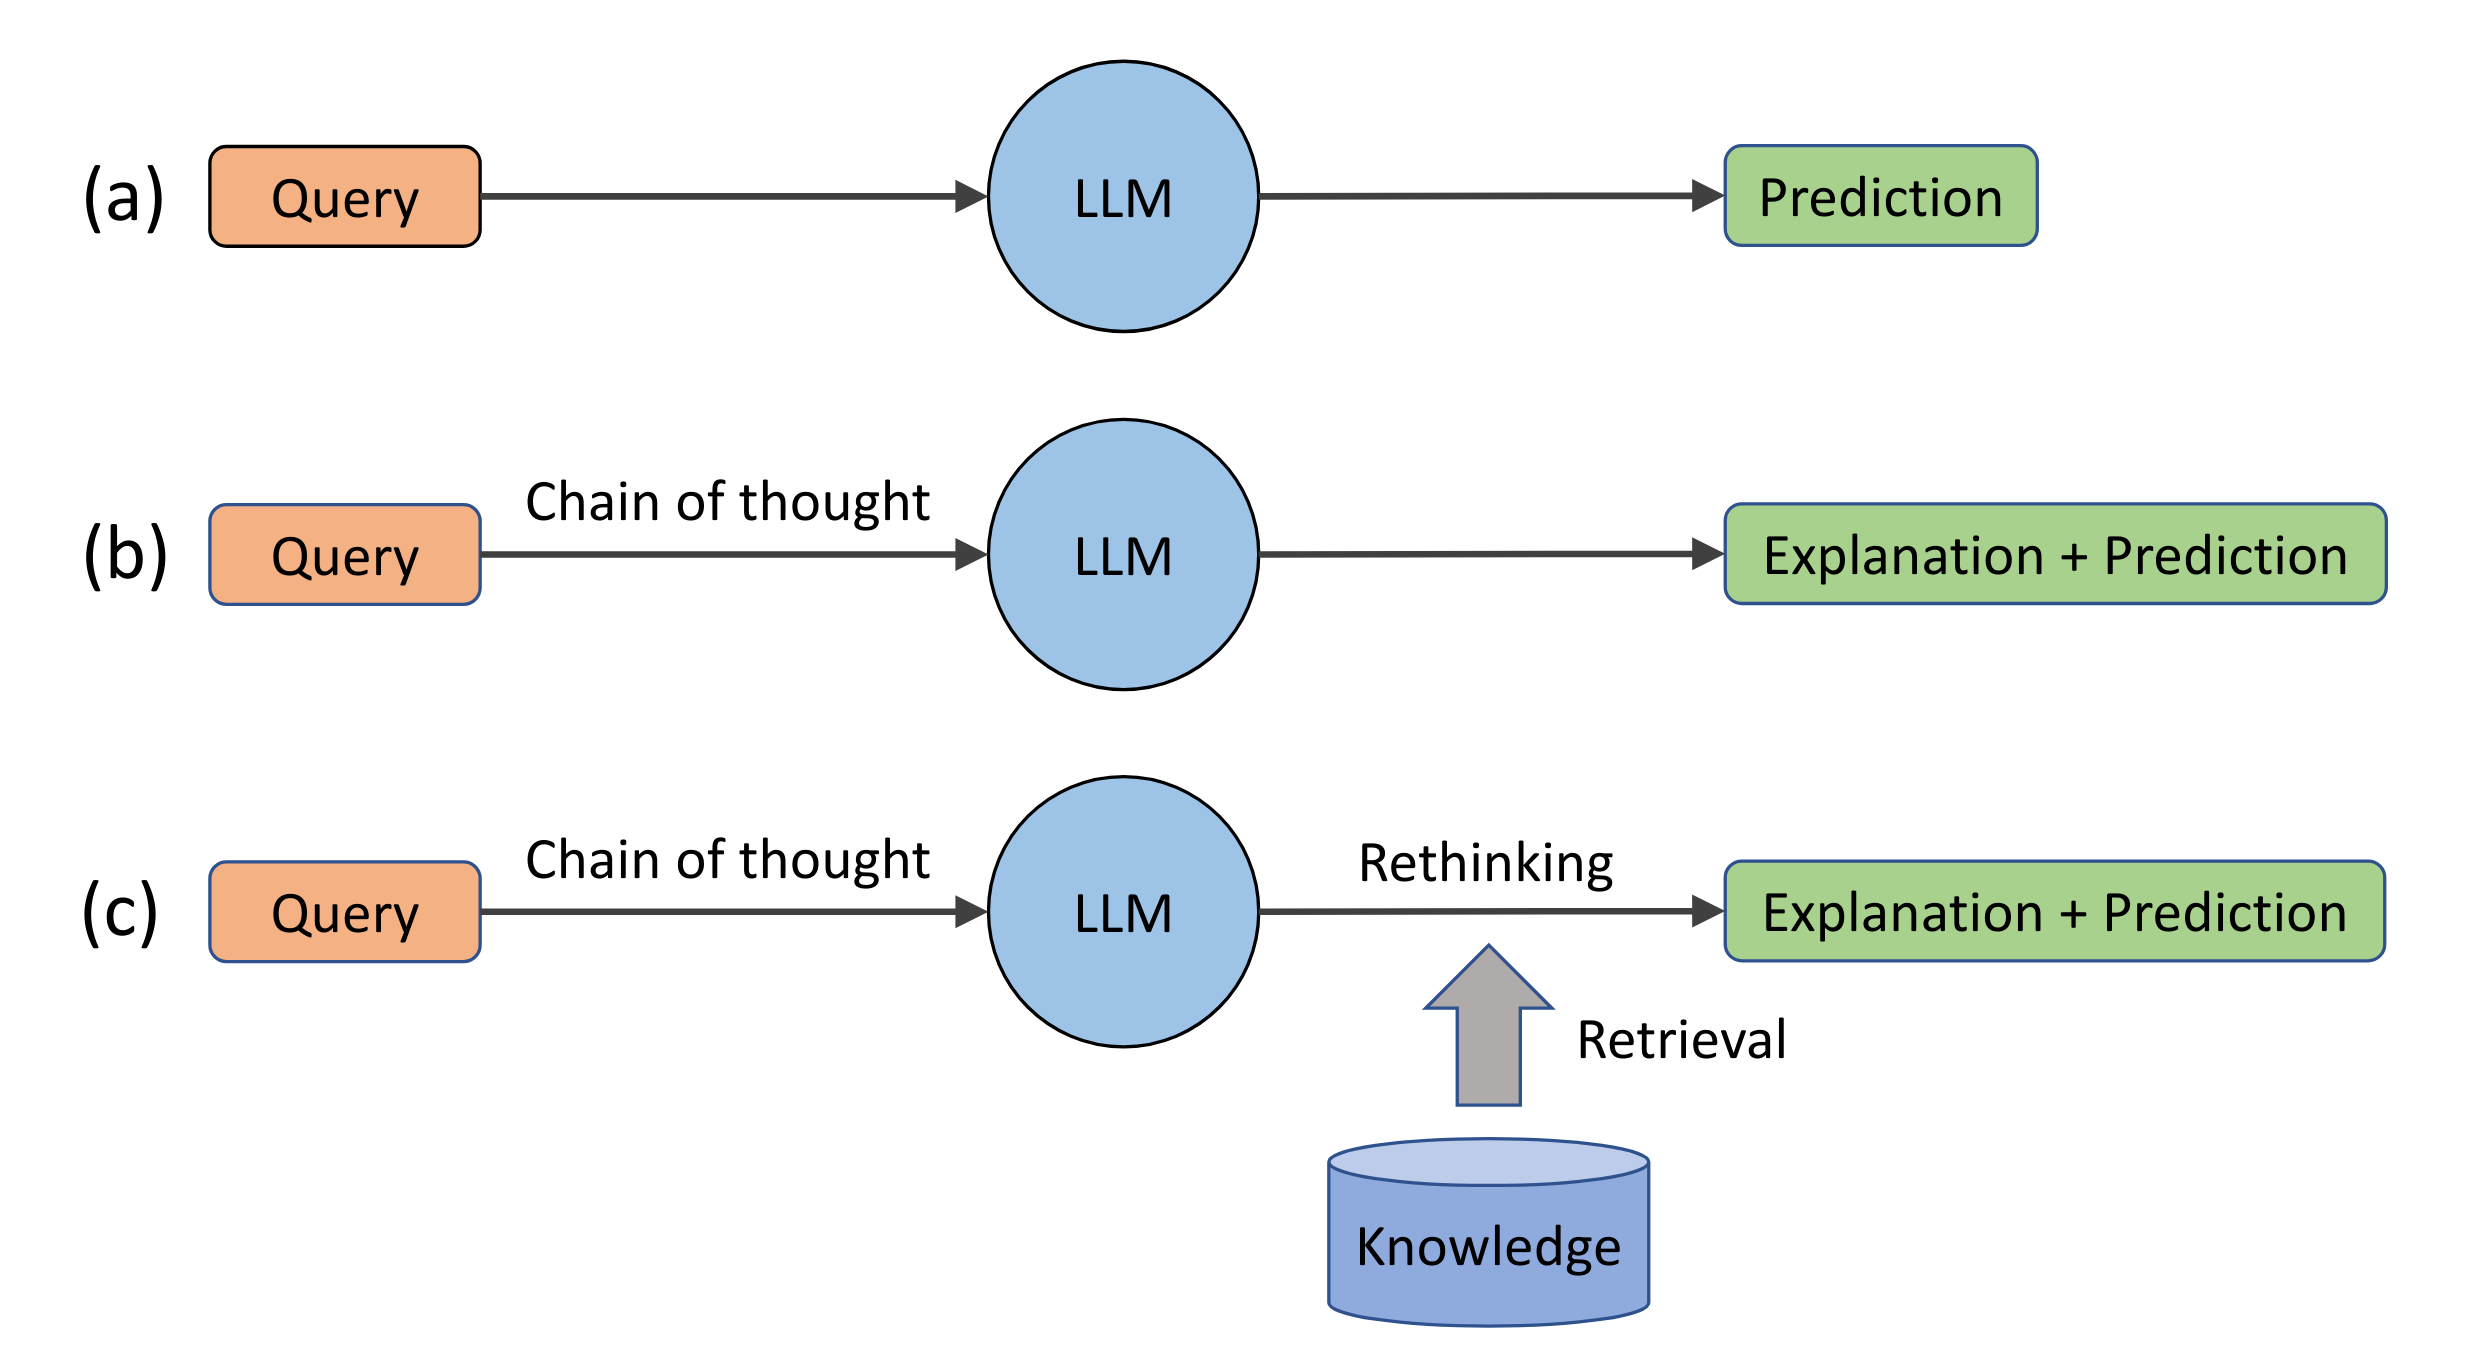 (a)
Query
LLM
Prediction
(b)
Query
Chain of thought
LLM
Explanation + Prediction
(c)
Query
Chain of thought
LLM
Rethinking
Explanation + Prediction
Retrieval
Knowledge